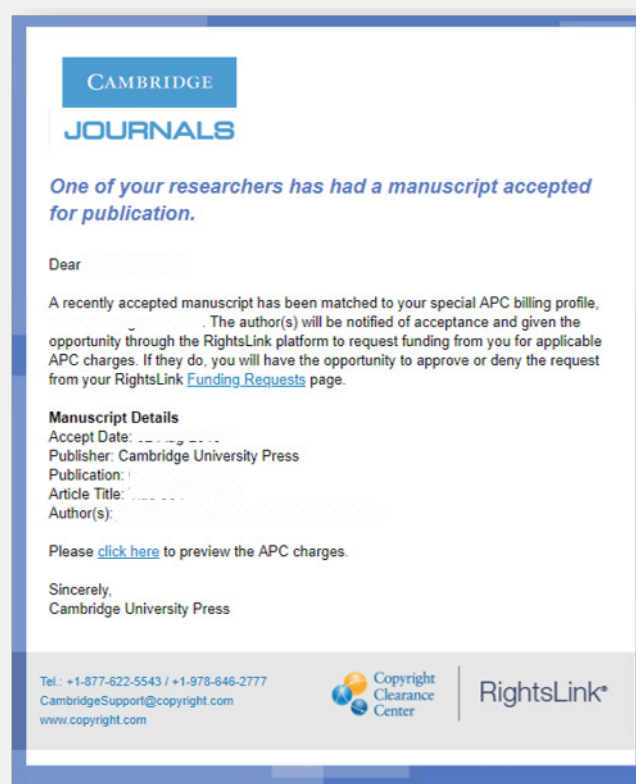 CAMBRIDGE
JOURNALS
One of your researchers has had a manuscript accepted
for publication.
Dear
A recently accepted manuscript has been matched to your special APC billing profile,
. The author(s) will be notified of acceptance and given the
opportunity through the RightsLink platform to request funding from you for applicable
APC charges. If they do, you will have the opportunity to approve or deny the request
from your RightsLink Funding Requests page.
Manuscript Details
Accept Date:
Publisher: Cambridge University Press
Publication:
Article Title:
Author(s):
Please click here to preview the APC charges.
Sincerely,
Cambridge University Press
Tel.: +1-877-622-5543 / +1-978-646-2777
CambridgeSupport@copyright.com
www.copyright.com
Copyright
Clearance
Center
RightsLink®